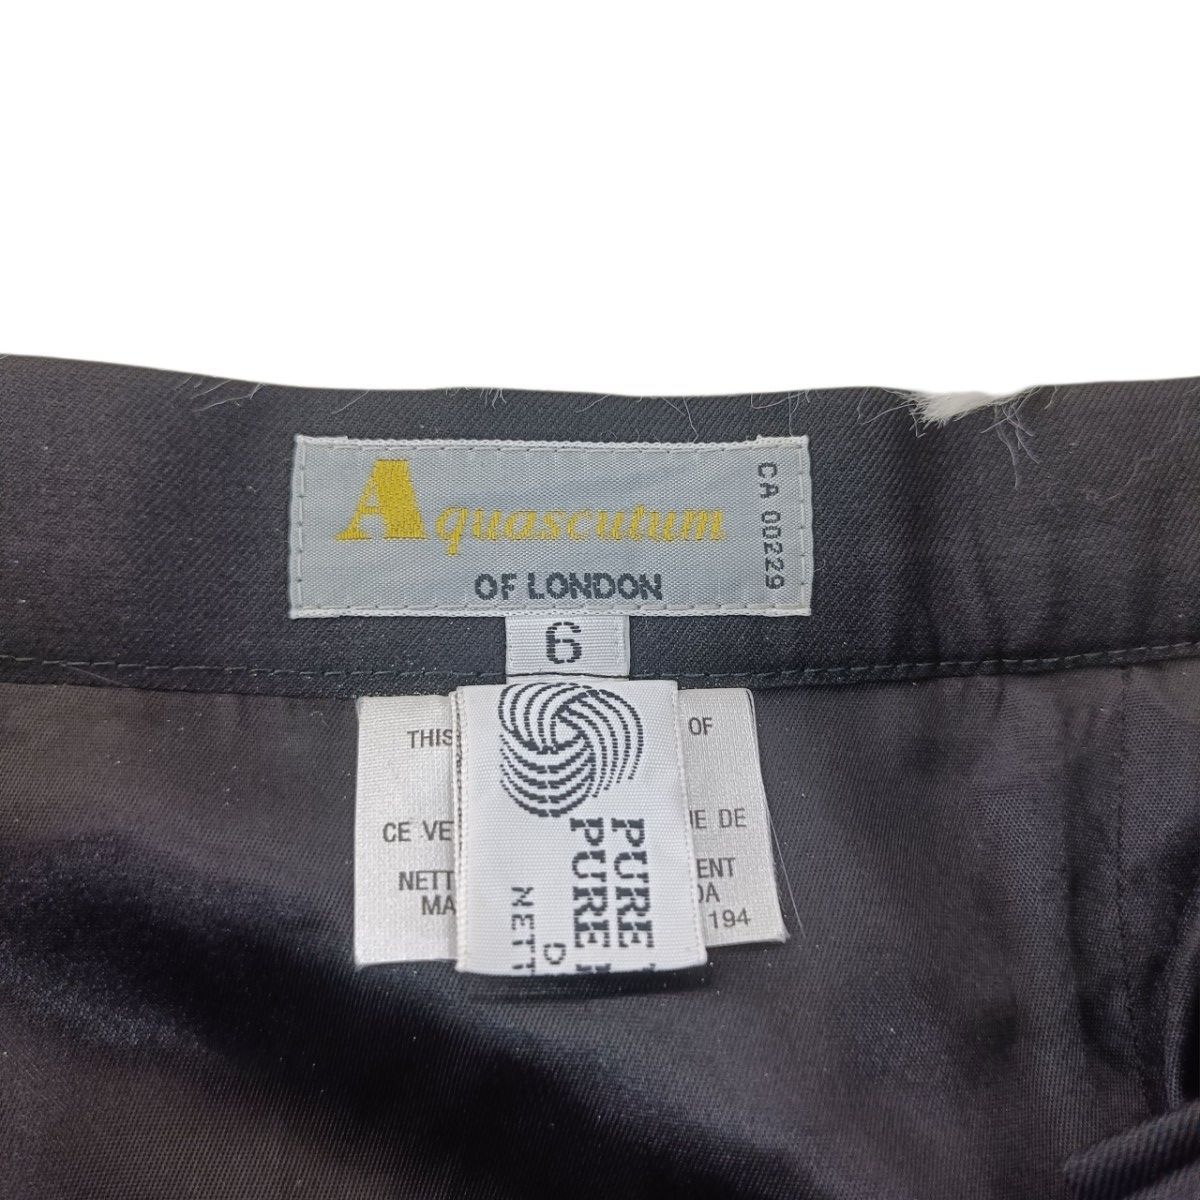 Aquascutum
OF LONDON
CA 00229
6
THIS
OF
CE VE
UE DE
NETT
ENT
MA
DA
194
PURE
PURE
D
NETT